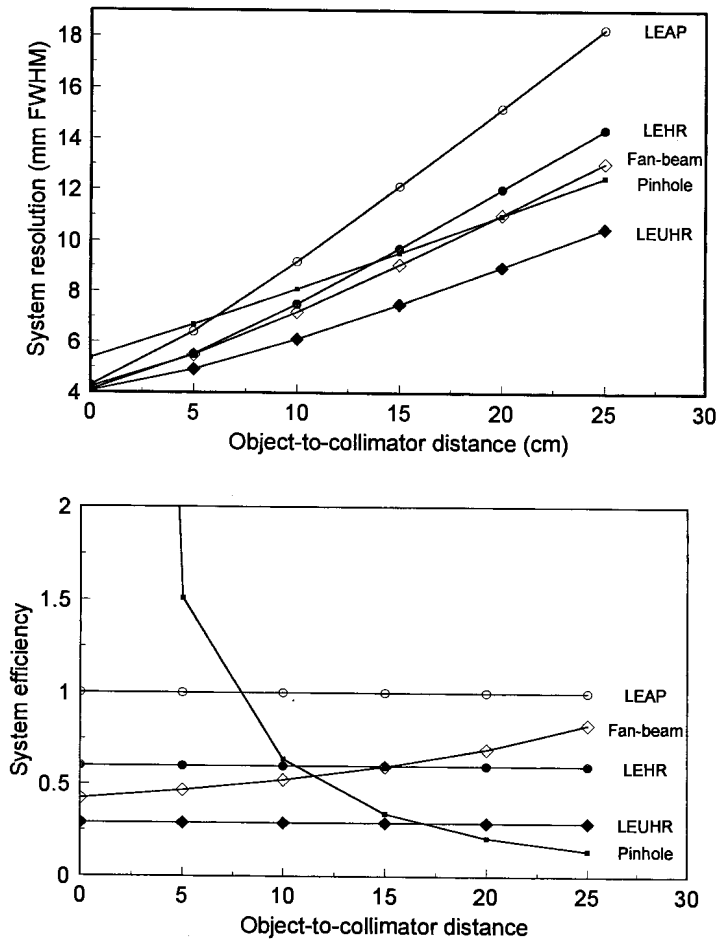 System resolution (mm FWHM)
18
16
14
12
10
8
6
4
LEAP
LEHR
Fan-beam
Pinhole
LEUHR
0 5 10 15 20 25 30
Object-to-collimator distance (cm)
System efficiency
2
1.5
1
0.5
0
LEAP
Fan-beam
LEHR
LEUHR
Pinhole
0 5 10 15 20 25 30
Object-to-collimator distance